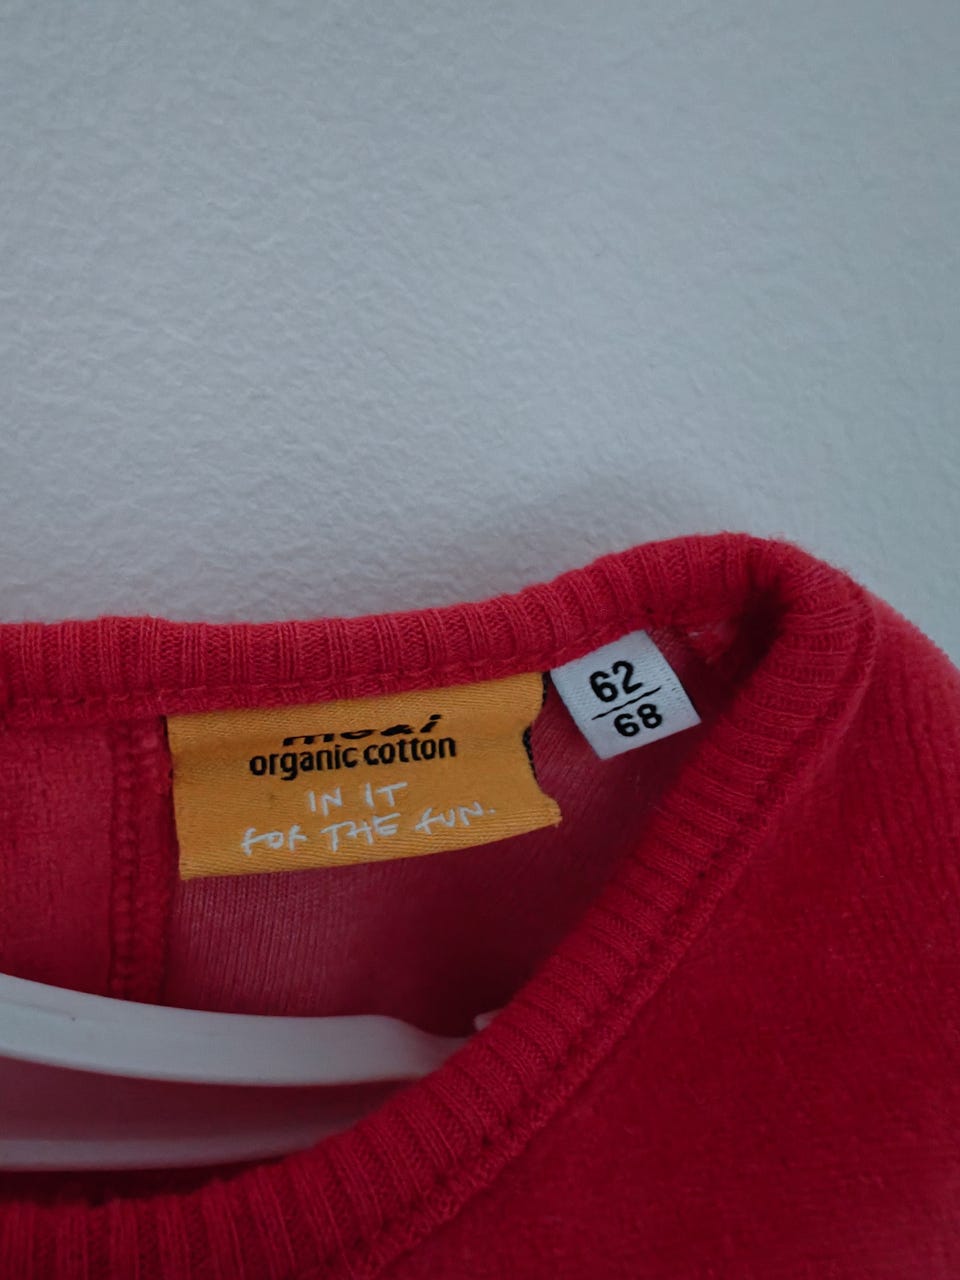 organic cotton
IN IT
FOR THE FUN.
62
68